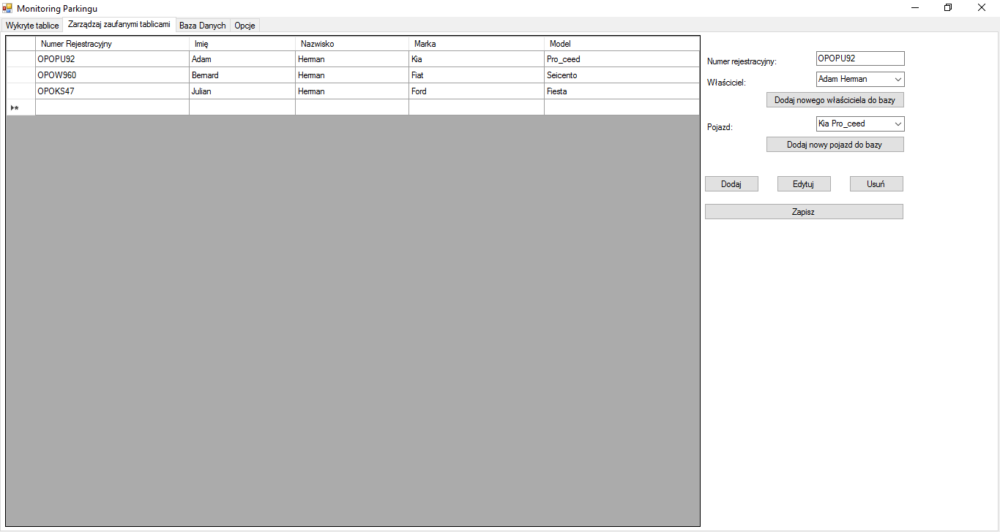 Monitoring Parkingu
Wykryte tablice Zarządzaj zaufanymi tablicami Baza Danych Opcje
Numer Rejestracyjny Imię Nazwisko Marka Model
OPOPU92 Adam Herman Kia Pro_ceed
OPOW960 Bernard Herman Fiat Seicento
OPOKS47 Julian Herman Ford Fiesta
Numer rejestracyjny: OPOPU92
Właściciel: Adam Herman
Dodaj nowego właściciela do bazy
Pojazd: Kia Pro_ceed
Dodaj nowy pojazd do bazy
Dodaj Edytuj Usuń
Zapisz